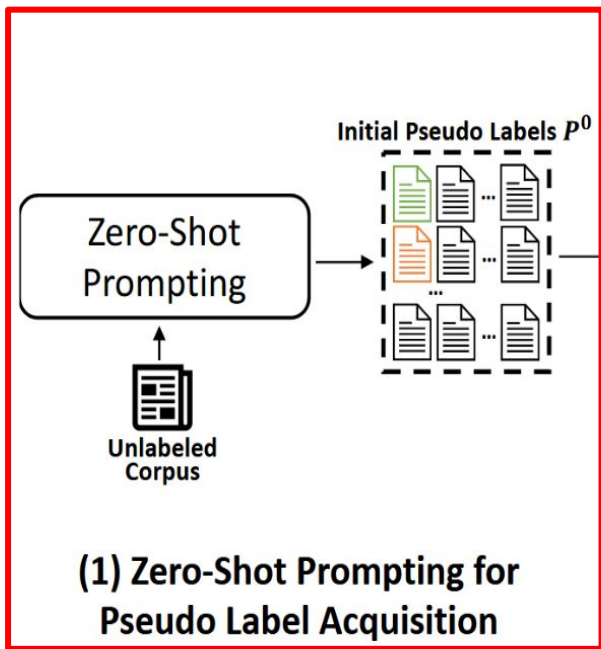 Initial Pseudo Labels P⁰
...
Zero-Shot
Prompting
...
...
...
Unlabeled
Corpus
(1) Zero-Shot Prompting for
Pseudo Label Acquisition